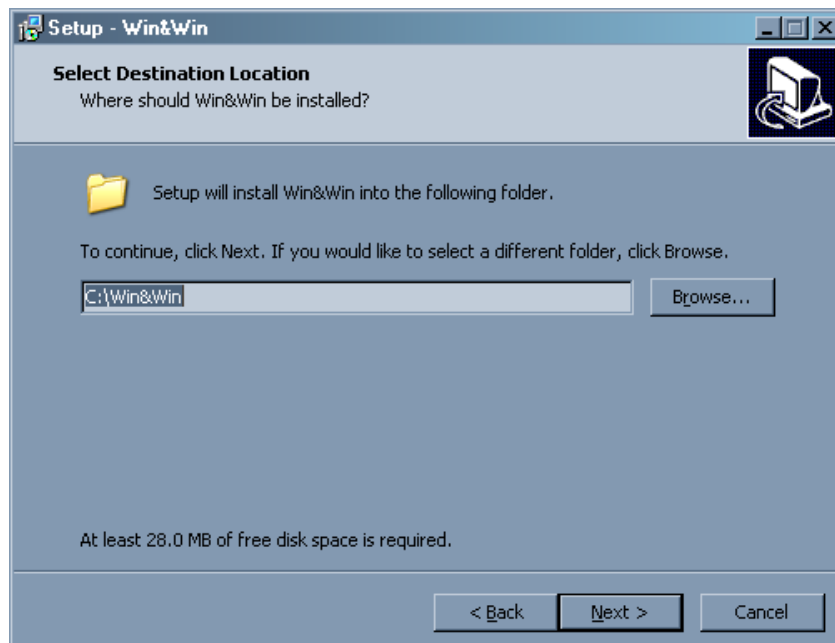 Setup - Win&Win
Select Destination Location
Where should Win&Win be installed?
Setup will install Win&Win into the following folder.
To continue, click Next. If you would like to select a different folder, click Browse.
C:\Win&Win
Browse...
At least 28.0 MB of free disk space is required.
< Back
Next >
Cancel